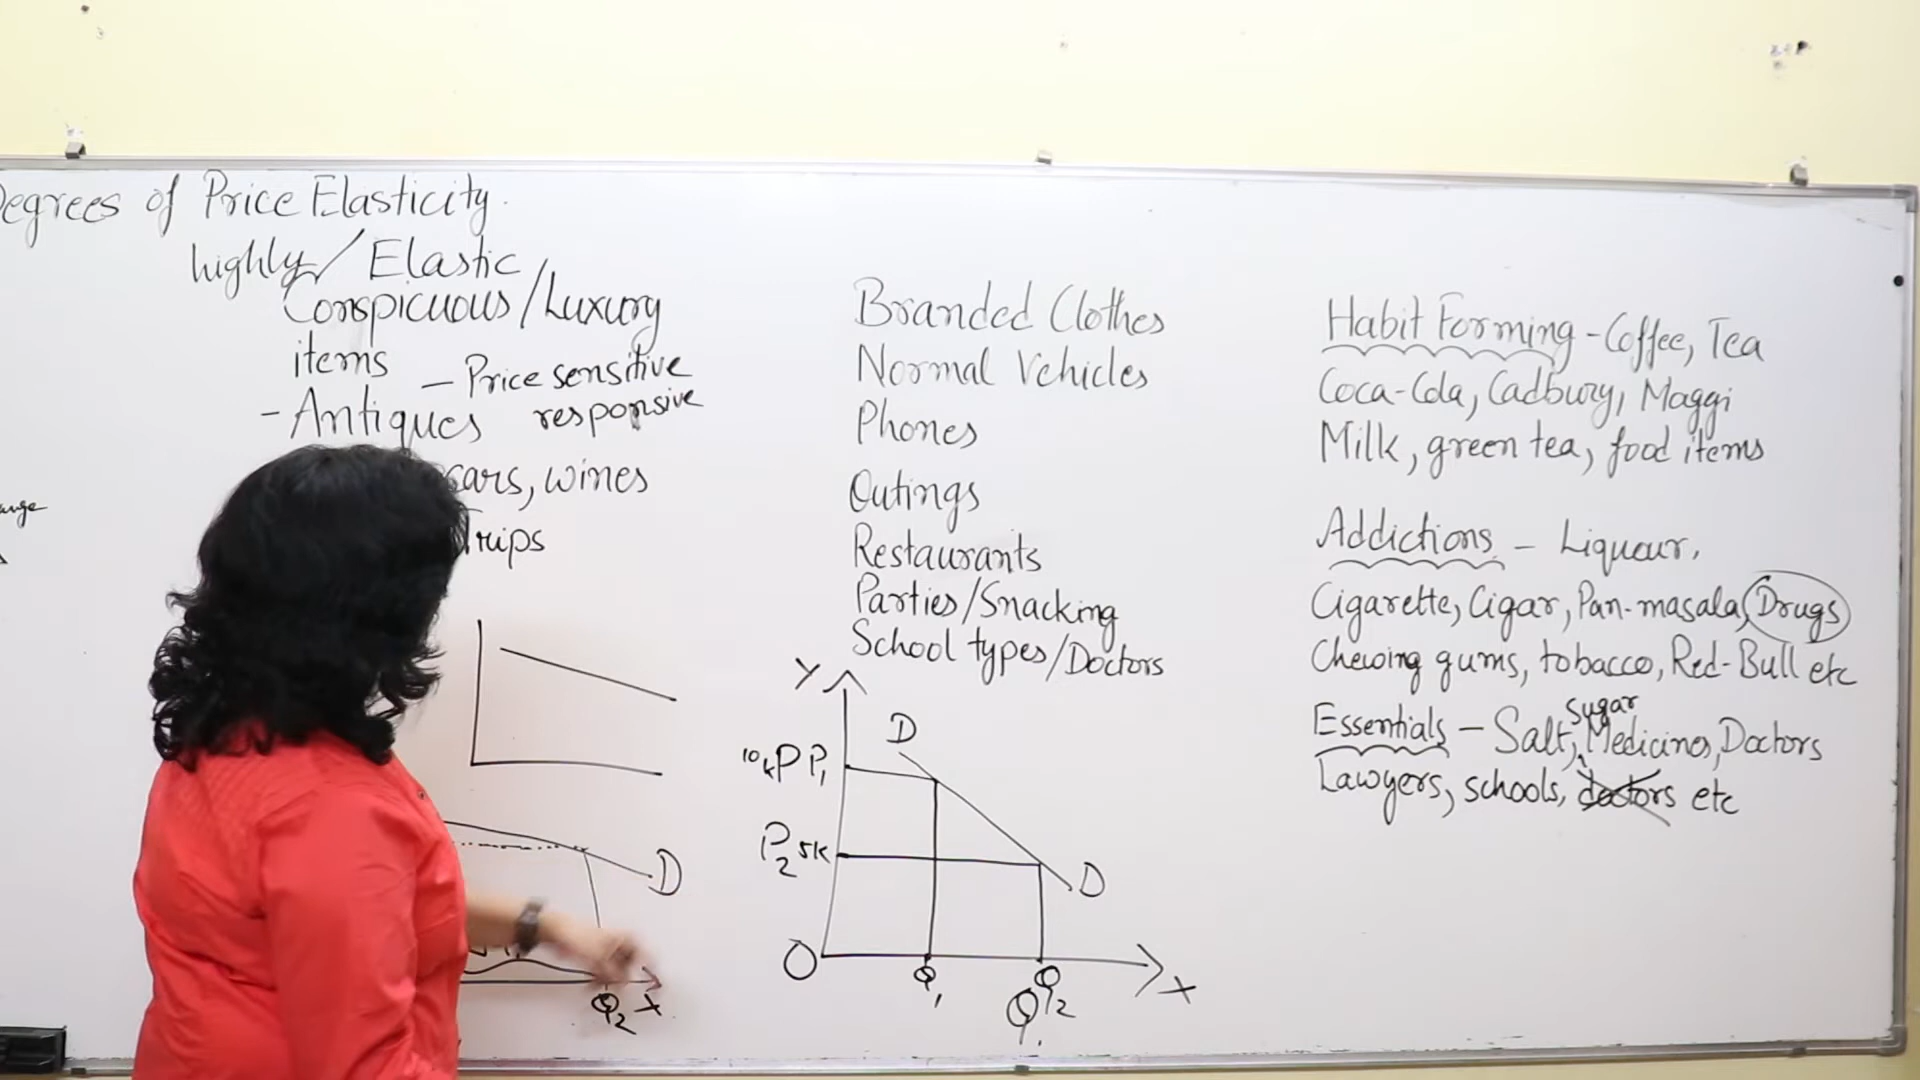 Degrees of Price Elasticity.
highly/Elastic
Conspicuous/Luxury
items
- Price sensitive
responsive
- Antiques
cars, wines
Trips
D
Q2 X
Branded Clothes
Normal Vehicles
Phones
Outings
Restaurants
Parties/Snacking
School types/Doctors
Y
D
10k P P1
P2 5k
D
O
Q1
Q2
X
Q1
Habit Forming - Coffee, Tea
Coca-Cola, Cadbury, Maggi
Milk, green tea, food items
Addictions - Liqueur,
Cigarette, Cigar, Pan-masala, Drugs
Chewing gums, tobacco, Red-Bull etc
sugar
Essentials - Salt, Medicines, Doctors
Lawyers, schools, doctors etc